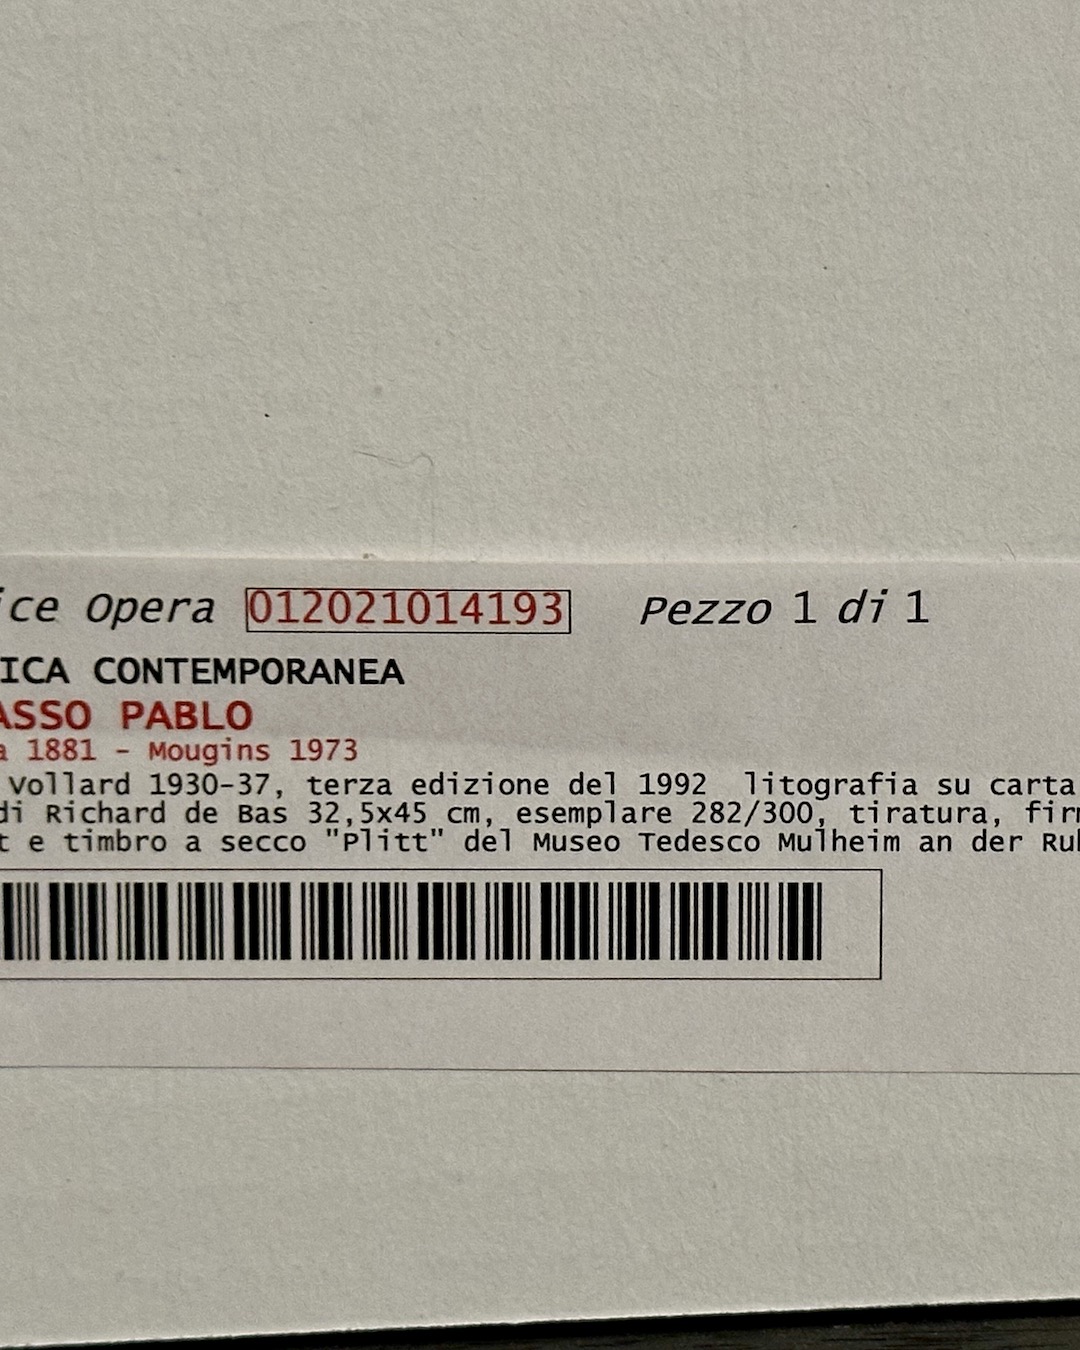 ice Opera 012021014193 Pezzo 1 di 1
ICA CONTEMPORANEA
ASSO PABLO
a 1881 - Mougins 1973
Vollard 1930-37, terza edizione del 1992 litografia su carta
di Richard de Bas 32,5x45 cm, esemplare 282/300, tiratura, fir
t e timbro a secco "Plitt" del Museo Tedesco Mulheim an der Ru